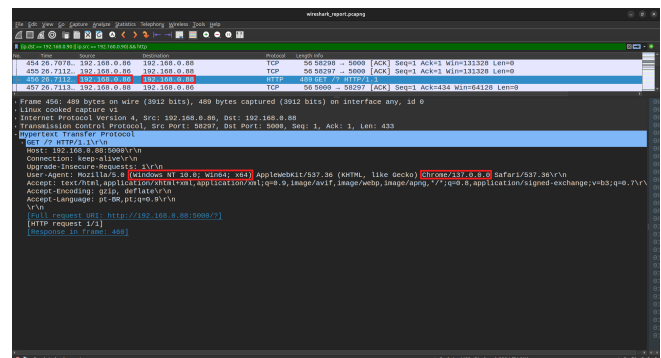 wireshark_report.pcapng
File Edit View Go Capture Analyze Statistics Telephony Wireless Tools Help
No. Time Source Destination Protocol Length Info
454 26.7078… 192.168.0.86 192.168.0.88 TCP 56 58298 → 5000 [ACK] Seq=1 Ack=1 Win=131328 Len=0
455 26.7112… 192.168.0.86 192.168.0.88 TCP 56 58297 → 5000 [ACK] Seq=1 Ack=1 Win=131328 Len=0
456 26.7112… 192.168.0.86 192.168.0.88 HTTP 489 GET /? HTTP/1.1
457 26.7113… 192.168.0.88 192.168.0.86 TCP 56 5000 → 58297 [ACK] Seq=1 Ack=434 Win=64128 Len=0
Frame 456: 489 bytes on wire (3912 bits), 489 bytes captured (3912 bits) on interface any, id 0
Linux cooked capture v1
Internet Protocol Version 4, Src: 192.168.0.86, Dst: 192.168.0.88
Transmission Control Protocol, Src Port: 58297, Dst Port: 5000, Seq: 1, Ack: 1, Len: 433
Hypertext Transfer Protocol
GET /? HTTP/1.1\r\n
Host: 192.168.0.88:5000\r\n
Connection: keep-alive\r\n
Upgrade-Insecure-Requests: 1\r\n
User-Agent: Mozilla/5.0 (Windows NT 10.0; Win64; x64) AppleWebKit/537.36 (KHTML, like Gecko) Chrome/137.0.0.0 Safari/537.36\r\n
Accept: text/html,application/xhtml+xml,application/xml;q=0.9,image/avif,image/webp,image/apng,*/*;q=0.8,application/signed-exchange;v=b3;q=0.7\r\
Accept-Encoding: gzip, deflate\r\n
Accept-Language: pt-BR,pt;q=0.9\r\n
\r\n
[Full request URI: http://192.168.0.88:5000/?]
[HTTP request 1/1]
[Response in frame: 460]